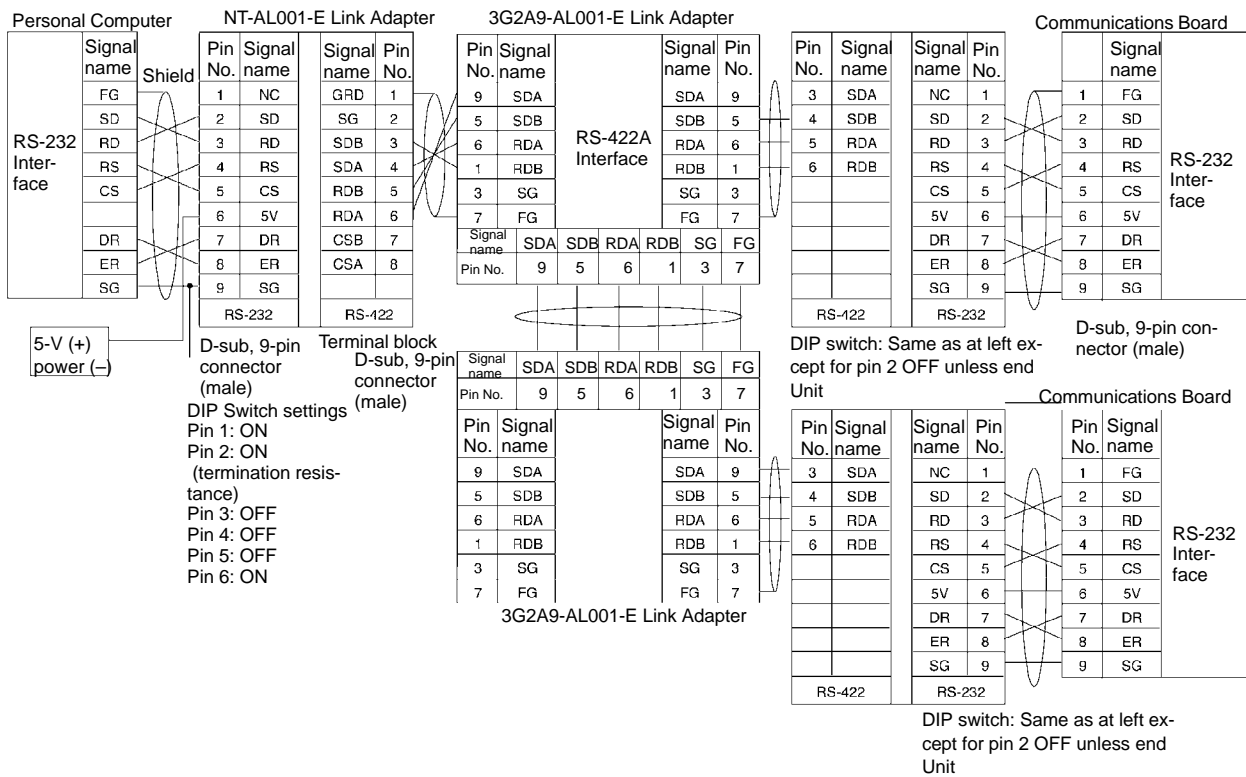 Personal Computer
NT-AL001-E Link Adapter
3G2A9-AL001-E Link Adapter
Communications Board
Signal name
FG
SD
RD
RS
CS
DR
ER
SG
RS-232 Inter-face
Shield
Pin No. Signal name
1 NC
2 SD
3 RD
4 RS
5 CS
6 5V
7 DR
8 ER
9 SG
RS-232
Signal name Pin No.
GRD 1
SG 2
SDB 3
SDA 4
RDB 5
RDA 6
CSB 7
CSA 8
RS-422
Pin No. Signal name
9 SDA
5 SDB
6 RDA
1 RDB
3 SG
7 FG
RS-422A Interface
Signal name Pin No.
SDA 9
SDB 5
RDA 6
RDB 1
SG 3
FG 7
Signal name SDA SDB RDA RDB SG FG
Pin No. 9 5 6 1 3 7
Pin No. Signal name
3 SDA
4 SDB
5 RDA
6 RDB
RS-422
Signal name Pin No.
NC 1
SD 2
RD 3
RS 4
CS 5
5V 6
DR 7
ER 8
SG 9
RS-232
Signal name
1 FG
2 SD
3 RD
4 RS
5 CS
6 5V
7 DR
8 ER
9 SG
RS-232 Inter-face
5-V (+)
power (–)
D-sub, 9-pin
connector
(male)
DIP Switch settings
Pin 1: ON
Pin 2: ON
(termination resis-
tance)
Pin 3: OFF
Pin 4: OFF
Pin 5: OFF
Pin 6: ON
Terminal block
D-sub, 9-pin
connector
(male)
DIP switch: Same as at left ex-
cept for pin 2 OFF unless end
Unit
D-sub, 9-pin con-
nector (male)
Signal name SDA SDB RDA RDB SG FG
Pin No. 9 5 6 1 3 7
Pin No. Signal name
9 SDA
5 SDB
6 RDA
1 RDB
3 SG
7 FG
Signal name Pin No.
SDA 9
SDB 5
RDA 6
RDB 1
SG 3
FG 7
3G2A9-AL001-E Link Adapter
Communications Board
Pin No. Signal name
3 SDA
4 SDB
5 RDA
6 RDB
RS-422
Signal name Pin No.
NC 1
SD 2
RD 3
RS 4
CS 5
5V 6
DR 7
ER 8
SG 9
RS-232
Pin No. Signal name
1 FG
2 SD
3 RD
4 RS
5 CS
6 5V
7 DR
8 ER
9 SG
RS-232 Inter-face
DIP switch: Same as at left ex-
cept for pin 2 OFF unless end
Unit